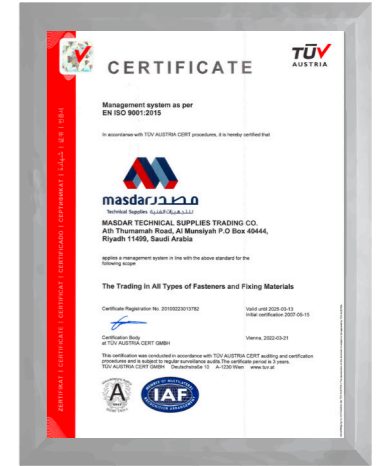 CERTIFICATE
TÜV
AUSTRIA
Management system as per
EN ISO 9001:2015
In accordance with TÜV AUSTRIA CERT procedures, it is hereby certified that
masdar مصدر
Technical Supplies للتجهيزات الفنية
MASDAR TECHNICAL SUPPLIES TRADING CO.
Ath Thumamah Road, Al Munsiyah P.O Box 40444,
Riyadh 11499, Saudi Arabia
applies a management system in line with the above standard for the
following scope
The Trading in All Types of Fasteners and Fixing Materials
Certificate Registration No. 20100223013782
Valid until 2025-03-13
Initial certification 2007-05-15
Certification Body
at TÜV AUSTRIA CERT GMBH
Vienna, 2022-03-21
This certification was conducted in accordance with TÜV AUSTRIA CERT auditing and certification
procedures and is subject to regular surveillance audits. The certificate period is 3 years.
TÜV AUSTRIA CERT GMBH Deutschstraße 10 A-1230 Wien www.tuv.at
IAF
ZERTIFIKAT | CERTIFICATE | CERTIFICAT | CERTIFICADO | СЕРТИФИКАТ | شهادة